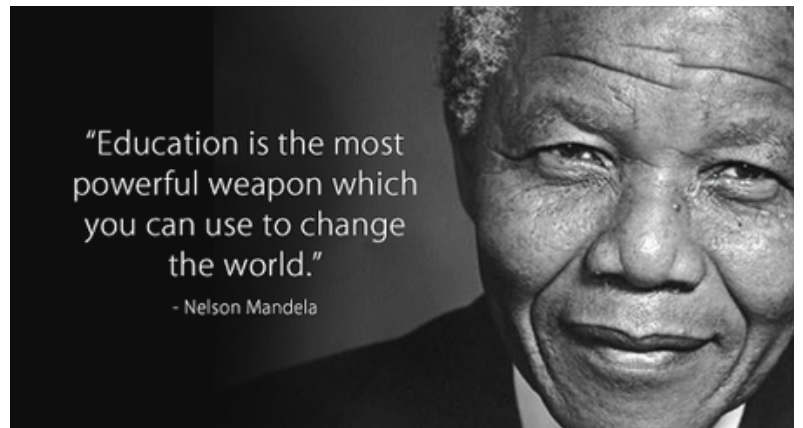 “Education is the most
powerful weapon which
you can use to change
the world.”
- Nelson Mandela